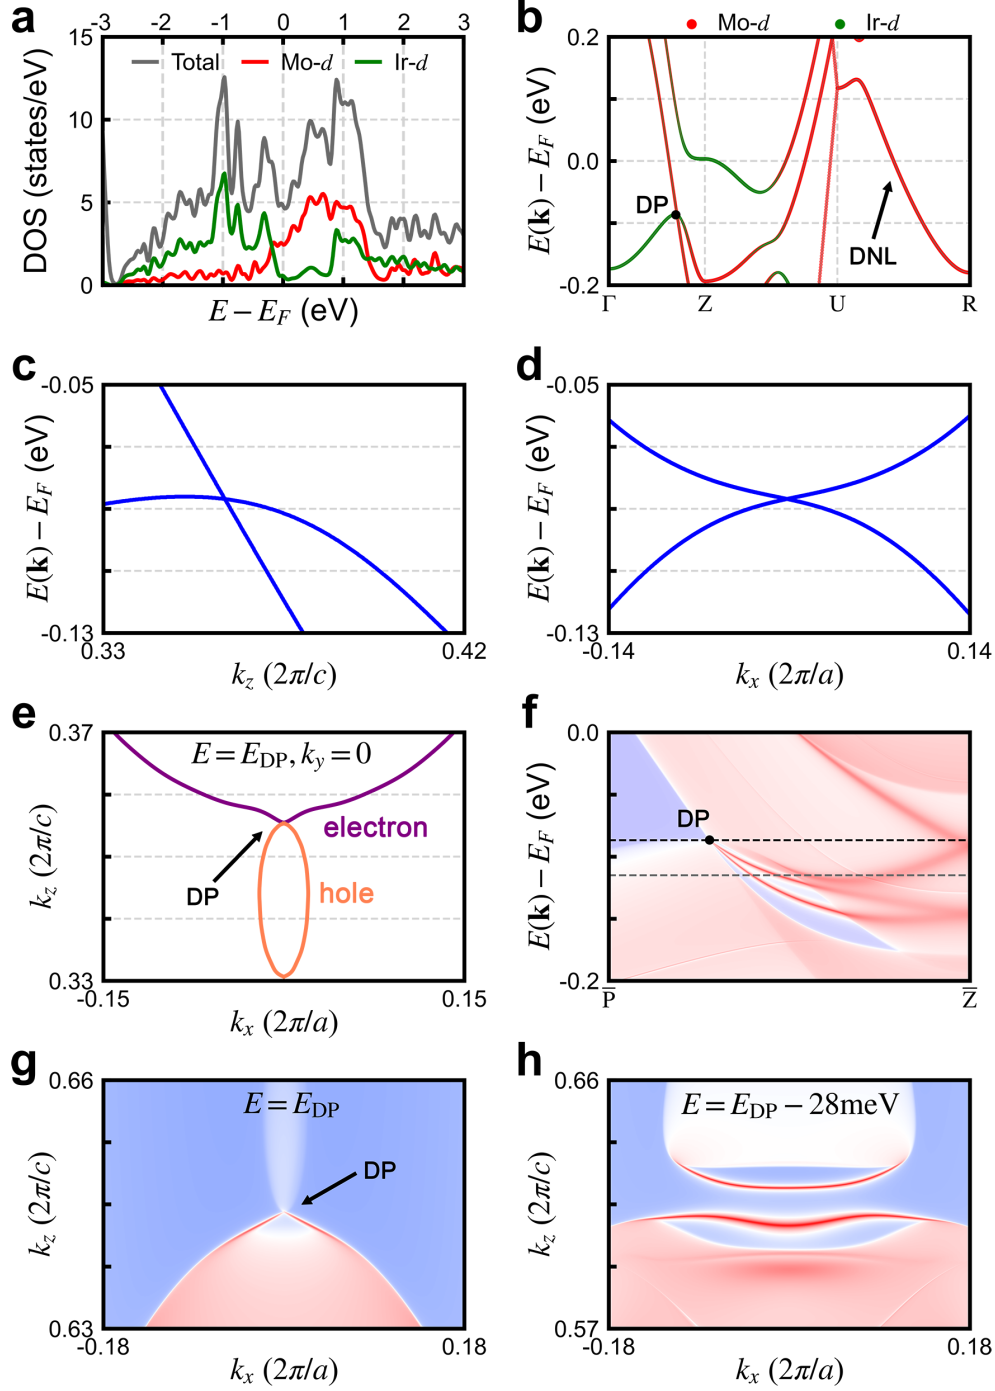 a
-3 -2 -1 0 1 2 3
15
10
5
0
Total Mo-d Ir-d
DOS (states/eV)
E − E_F (eV)
b
Mo-d Ir-d
0.2
0.0
-0.2
E(k) − E_F (eV)
DP
DNL
Γ Z U R
c
-0.05
-0.13
E(k) − E_F (eV)
0.33 0.42
k_z (2π/c)
d
-0.05
-0.13
E(k) − E_F (eV)
-0.14 0.14
k_x (2π/a)
e
0.37
0.33
k_z (2π/c)
E = E_DP, k_y = 0
electron
DP
hole
-0.15 0.15
k_x (2π/a)
f
0.0
-0.2
E(k) − E_F (eV)
DP
P̅ Z̅
g
0.66
0.63
k_z (2π/c)
E = E_DP
DP
-0.18 0.18
k_x (2π/a)
h
0.66
0.57
k_z (2π/c)
E = E_DP − 28meV
-0.18 0.18
k_x (2π/a)